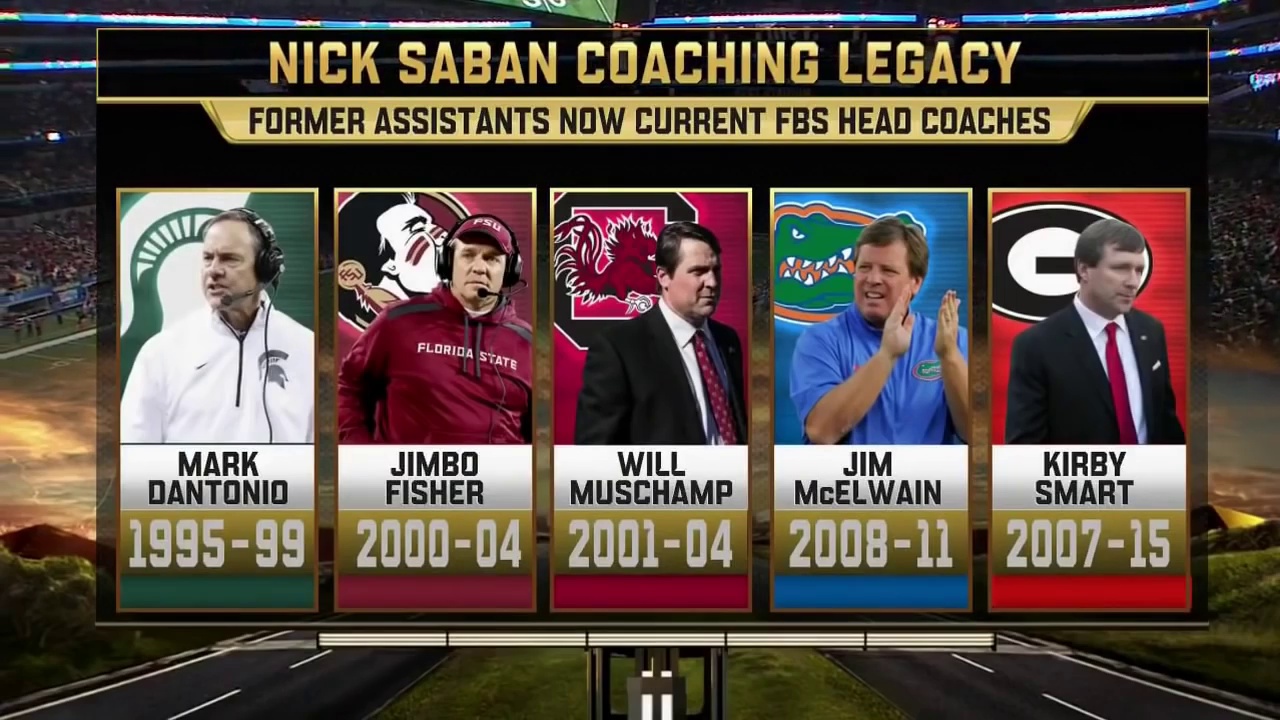 NICK SABAN COACHING LEGACY
FORMER ASSISTANTS NOW CURRENT FBS HEAD COACHES
FSU
FLORIDA STATE
MARK
DANTONIO
1995-99
JIMBO
FISHER
2000-04
WILL
MUSCHAMP
2001-04
JIM
McELWAIN
2008-11
KIRBY
SMART
2007-15